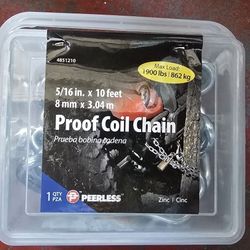 4851210
Max Load:
1900 lbs | 862 kg
5/16 in. x 10 feet
8 mm x 3.04 m
Proof Coil Chain
Prueba bobina cadena
1 QTY
PZA
PEERLESS
Zinc | Cinc